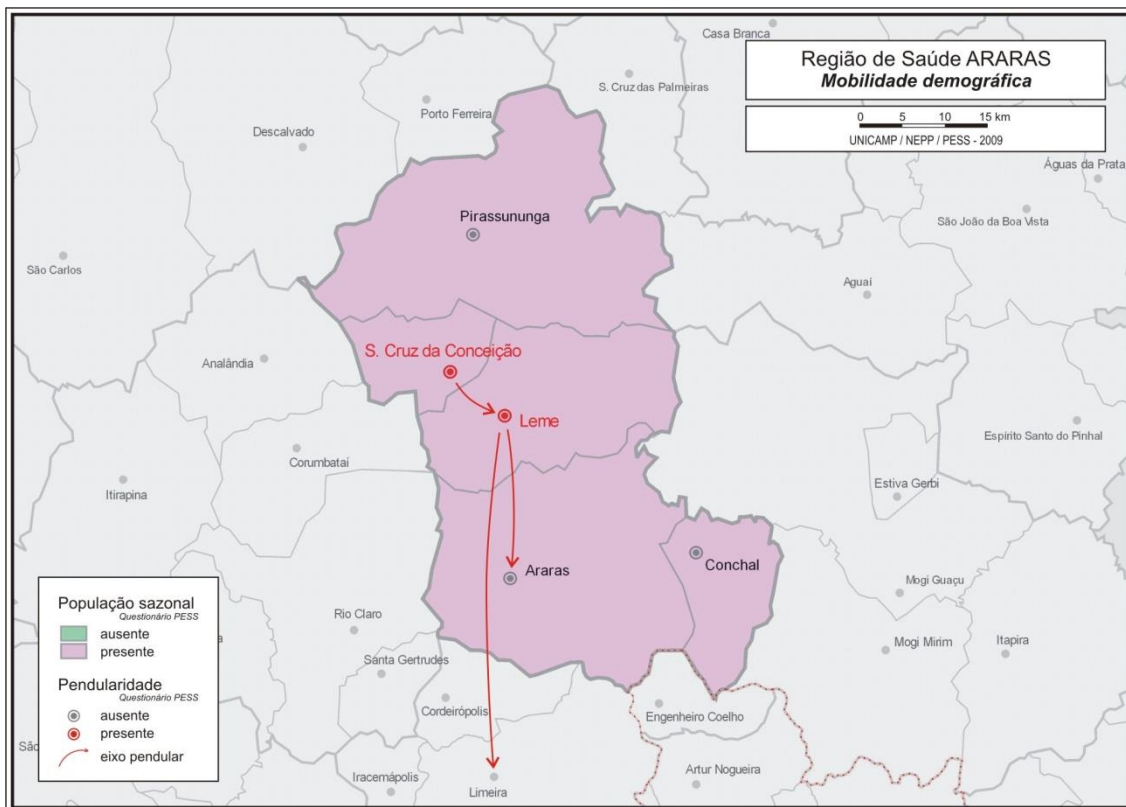 Região de Saúde ARARAS
Mobilidade demográfica
0 5 10 15 km
UNICAMP / NEPP / PESS - 2009
Casa Branca
S. Cruz das Palmeiras
Porto Ferreira
Descalvado
Águas da Prata
São João da Boa Vista
Pirassununga
São Carlos
Aguaí
S. Cruz da Conceição
Analândia
Leme
Espírito Santo do Pinhal
Corumbataí
Itirapina
Estiva Gerbi
Araras
Conchal
Mogi Guaçu
Rio Claro
Mogi Mirim
Itapira
Santa Gertrudes
Cordeirópolis
Engenheiro Coelho
Iracemápolis
Limeira
Artur Nogueira
População sazonal
Questionário PESS
ausente
presente
Pendularidade
Questionário PESS
ausente
presente
eixo pendular
São